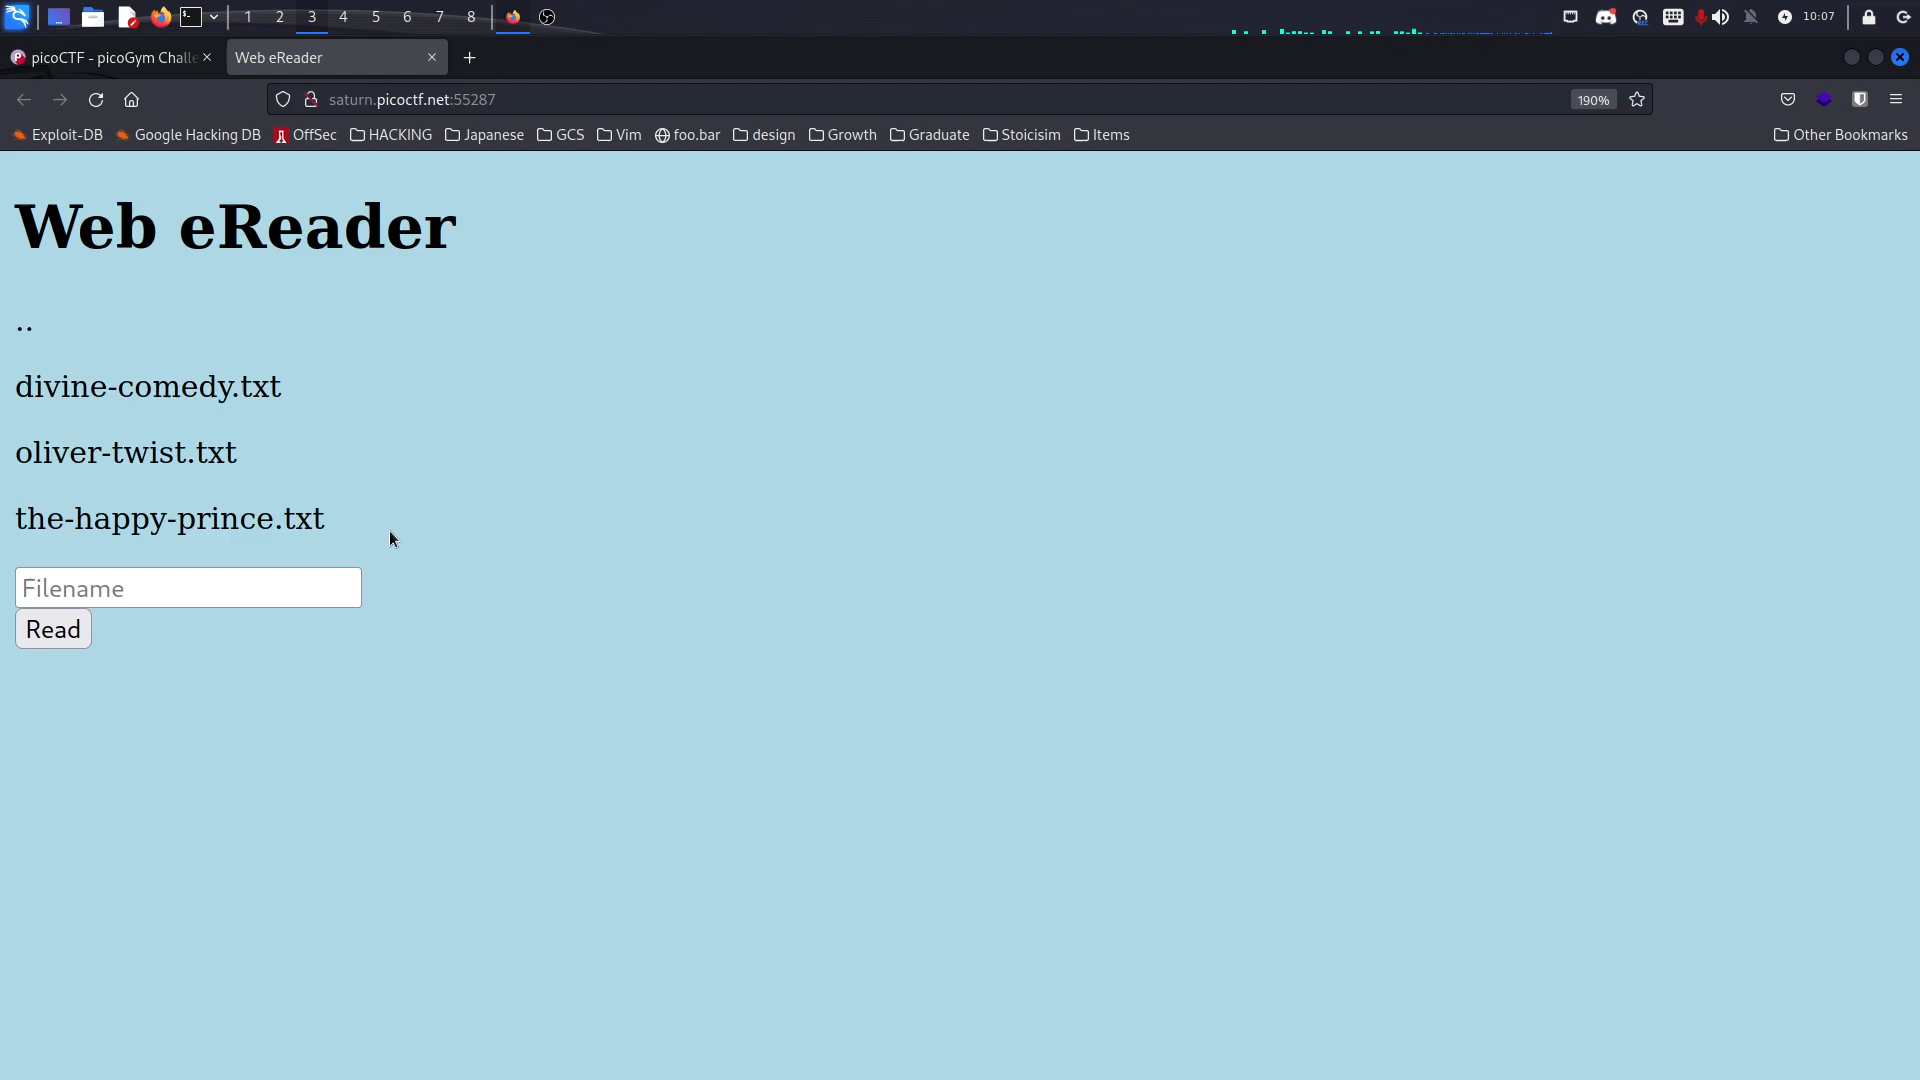 1 2 3 4 5 6 7 8 10:07
picoCTF - picoGym Challe Web eReader
saturn.picoctf.net:55287 190%
Exploit-DB Google Hacking DB OffSec HACKING Japanese GCS Vim foo.bar design Growth Graduate Stoicisim Items Other Bookmarks
Web eReader
..
divine-comedy.txt
oliver-twist.txt
the-happy-prince.txt
Filename
Read